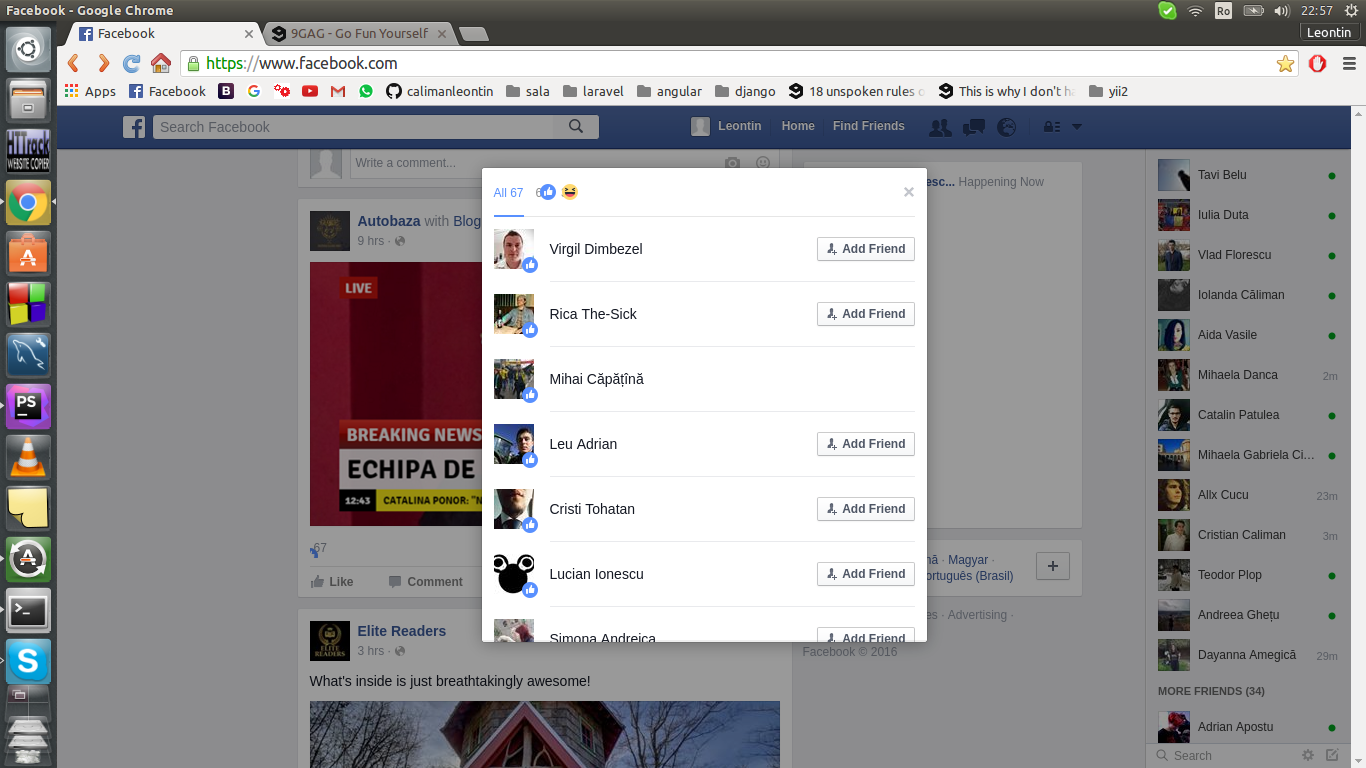 Facebook - Google Chrome
Ro
22:57
Facebook
9GAG - Go Fun Yourself
Leontin
https://www.facebook.com
Apps
Facebook
B
G
calimanleontin
sala
laravel
angular
django
18 unspoken rules
This is why I don't
yii2
Search Facebook
Leontin
Home
Find Friends
HTTrack
WEBSITE COPIER
Write a comment...
Happening Now
All 67
Autobaza with Blog
9 hrs ·
LIVE
BREAKING NEWS
ECHIPA DE
12:43
CATALINA PONOR: "N
67
Like
Comment
Elite Readers
3 hrs ·
ELITE
READERS
What's inside is just breathtakingly awesome!
Virgil Dimbezel
Add Friend
Rica The-Sick
Add Friend
Mihai Căpățînă
Leu Adrian
Add Friend
Cristi Tohatan
Add Friend
Lucian Ionescu
Add Friend
Simona Andreica
Add Friend
Magyar ·
(Brasil)
· Advertising ·
Facebook © 2016
Tavi Belu
Iulia Duta
Vlad Florescu
Iolanda Căliman
Aida Vasile
Mihaela Danca
2m
Catalin Patulea
Mihaela Gabriela Ci...
Allx Cucu
23m
Cristian Caliman
3m
Teodor Plop
Andreea Ghețu
Dayanna Amegică
29m
MORE FRIENDS (34)
Adrian Apostu
Search
PS